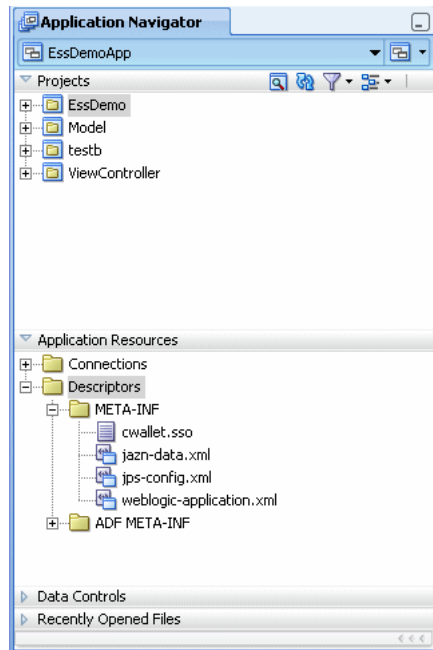 Application Navigator
EssDemoApp
Projects
EssDemo
Model
testb
ViewController
Application Resources
Connections
Descriptors
META-INF
cwallet.sso
jazn-data.xml
jps-config.xml
weblogic-application.xml
ADF META-INF
Data Controls
Recently Opened Files